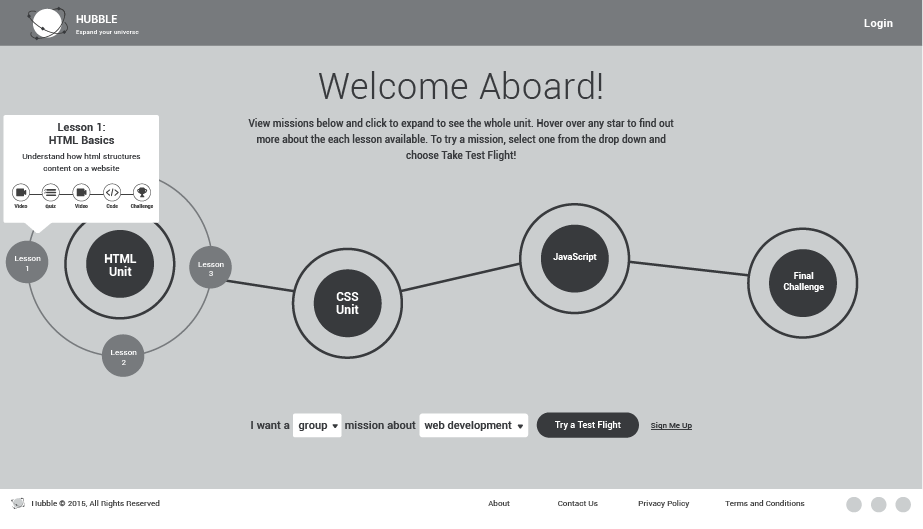 HUBBLE
Expand your universe
Login
Welcome Aboard!
View missions below and click to expand to see the whole unit. Hover over any star to find out
more about the each lesson available. To try a mission, select one from the drop down and
choose Take Test Flight!
Lesson 1:
HTML Basics
Understand how html structures
content on a website
Video Quiz Video Code Challenge
Lesson
1
HTML
Unit
Lesson
3
Lesson
2
CSS
Unit
JavaScript
Final
Challenge
I want a group mission about web development Try a Test Flight Sign Me Up
Hubble © 2015, All Rights Reserved About Contact Us Privacy Policy Terms and Conditions